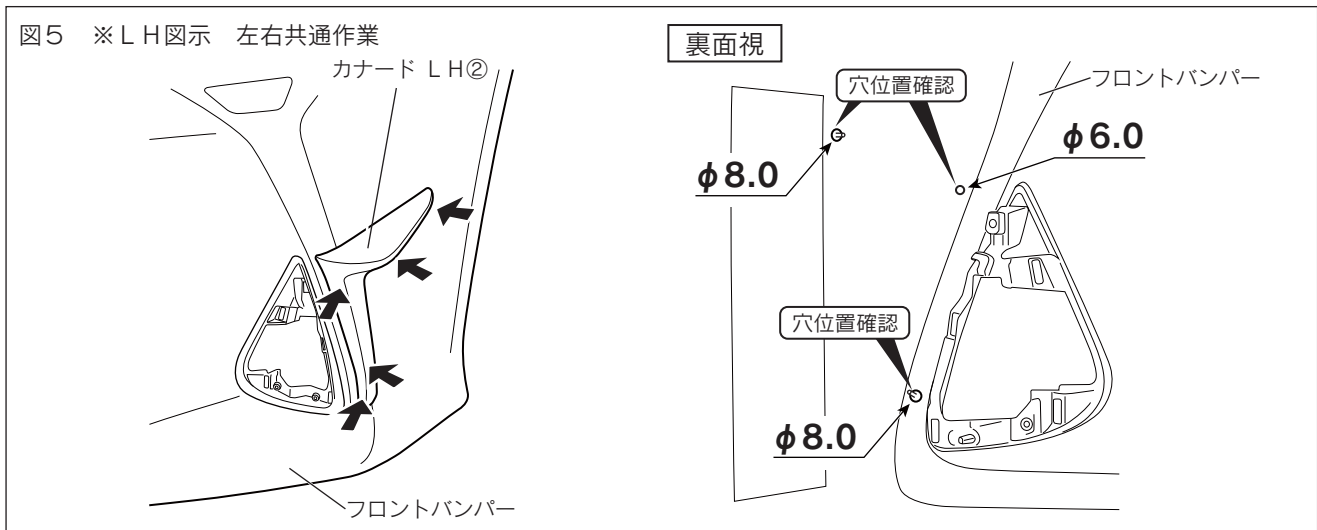 図５　※ＬＨ図示　左右共通作業
カナード ＬＨ②
フロントバンパー
裏面視
穴位置確認
フロントバンパー
φ8.0
φ6.0
穴位置確認
φ8.0